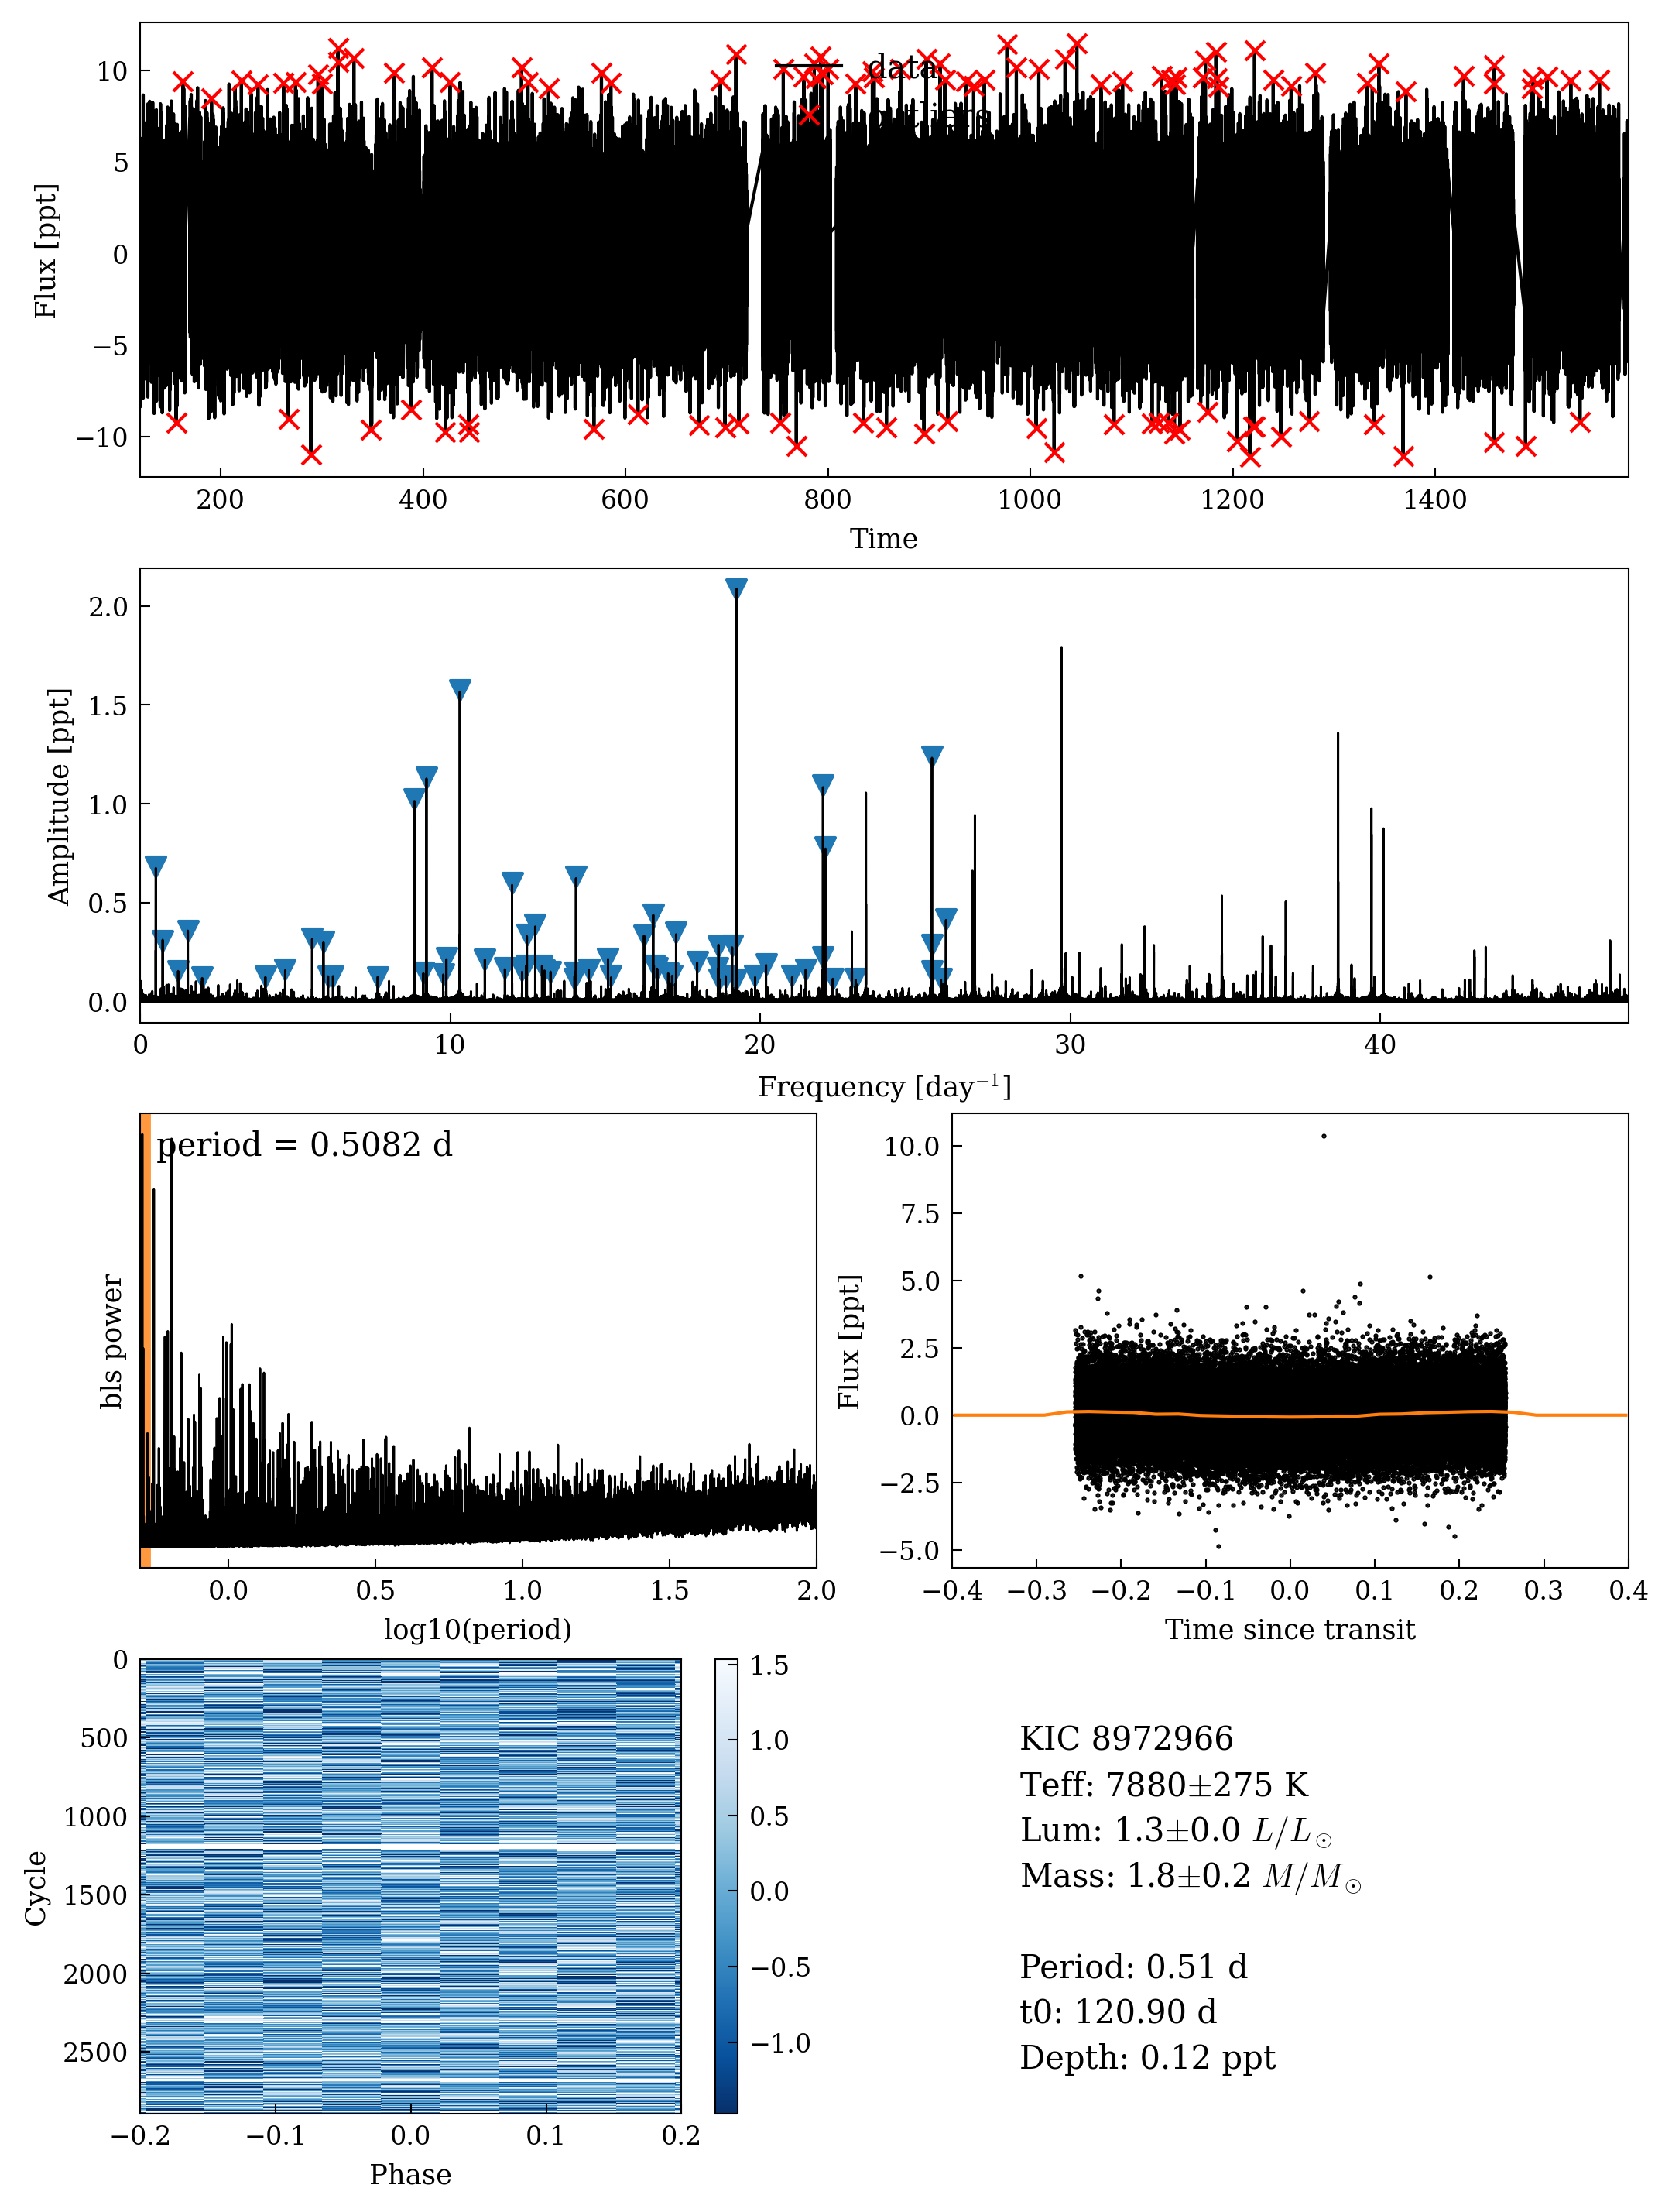 10
5
0
−5
−10
Flux [ppt]
data
outliers
200 400 600 800 1000 1200 1400
Time
2.0
1.5
1.0
0.5
0.0
Amplitude [ppt]
0 10 20 30 40
Frequency [day⁻¹]
period = 0.5082 d
bls power
0.0 0.5 1.0 1.5 2.0
log10(period)
10.0
7.5
5.0
2.5
0.0
−2.5
−5.0
Flux [ppt]
−0.4 −0.3 −0.2 −0.1 0.0 0.1 0.2 0.3 0.4
Time since transit
0
500
1000
1500
2000
2500
Cycle
−0.2 −0.1 0.0 0.1 0.2
Phase
1.5
1.0
0.5
0.0
−0.5
−1.0
KIC 8972966
Teff: 7880±275 K
Lum: 1.3±0.0 L/L⊙
Mass: 1.8±0.2 M/M⊙
Period: 0.51 d
t0: 120.90 d
Depth: 0.12 ppt